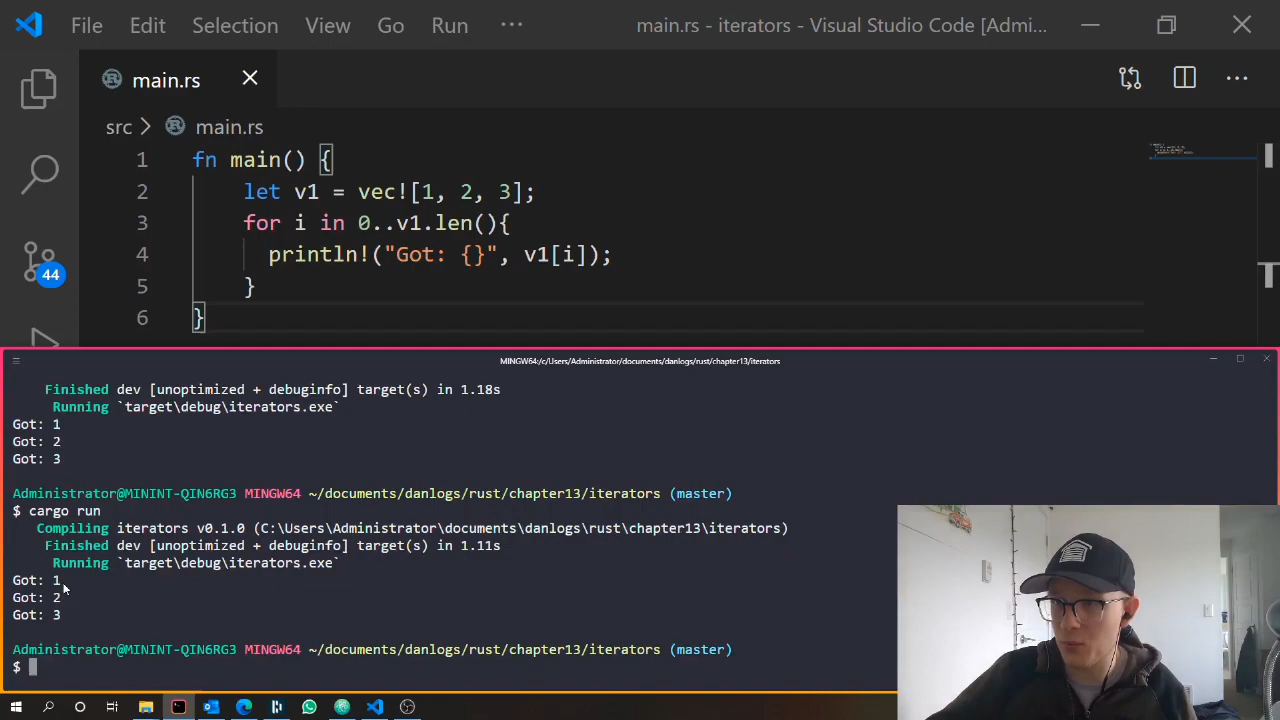 File Edit Selection View Go Run ··· main.rs - iterators - Visual Studio Code [Admi...
main.rs
src > main.rs
1 fn main() {
2 let v1 = vec![1, 2, 3];
3 for i in 0..v1.len(){
4 println!("Got: {}", v1[i]);
5 }
6 }
44
MINGW64:/c/Users/Administrator/documents/danlogs/rust/chapter13/iterators
Finished dev [unoptimized + debuginfo] target(s) in 1.18s
Running `target\debug\iterators.exe`
Got: 1
Got: 2
Got: 3
Administrator@MININT-QIN6RG3 MINGW64 ~/documents/danlogs/rust/chapter13/iterators (master)
$ cargo run
Compiling iterators v0.1.0 (C:\Users\Administrator\documents\danlogs\rust\chapter13\iterators)
Finished dev [unoptimized + debuginfo] target(s) in 1.11s
Running `target\debug\iterators.exe`
Got: 1
Got: 2
Got: 3
Administrator@MININT-QIN6RG3 MINGW64 ~/documents/danlogs/rust/chapter13/iterators (master)
$